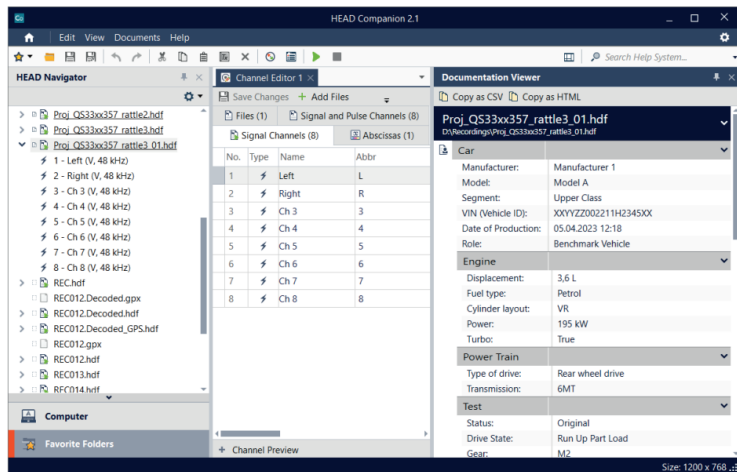 HEAD Companion 2.1
Edit View Documents Help
Search Help System...
HEAD Navigator
Proj_QS33xx357_rattle2.hdf
Proj_QS33xx357_rattle3.hdf
Proj_QS33xx357_rattle3_01.hdf
1 - Left (V, 48 kHz)
2 - Right (V, 48 kHz)
3 - Ch 3 (V, 48 kHz)
4 - Ch 4 (V, 48 kHz)
5 - Ch 5 (V, 48 kHz)
6 - Ch 6 (V, 48 kHz)
7 - Ch 7 (V, 48 kHz)
8 - Ch 8 (V, 48 kHz)
REC.hdf
REC012.Decoded.gpx
REC012.Decoded.hdf
REC012.Decoded_GPS.hdf
REC012.gpx
REC012.hdf
REC013.hdf
REC014.hdf
Computer
Favorite Folders
Channel Editor 1
Save Changes + Add Files
Files (1) Signal and Pulse Channels (8)
Signal Channels (8) Abscissas (1)
No. Type Name Abbr
1 Left L
2 Right R
3 Ch 3 3
4 Ch 4 4
5 Ch 5 5
6 Ch 6 6
7 Ch 7 7
8 Ch 8 8
+ Channel Preview
Documentation Viewer
Copy as CSV Copy as HTML
Proj_QS33xx357_rattle3_01.hdf
D:\Recordings\Proj_QS33xx357_rattle3_01.hdf
Car
Manufacturer: Manufacturer 1
Model: Model A
Segment: Upper Class
VIN (Vehicle ID): XXYYZZ002211H2345XX
Date of Production: 05.04.2023 12:18
Role: Benchmark Vehicle
Engine
Displacement: 3,6 L
Fuel type: Petrol
Cylinder layout: VR
Power: 195 kW
Turbo: True
Power Train
Type of drive: Rear wheel drive
Transmission: 6MT
Test
Status: Original
Drive State: Run Up Part Load
Gear: M2
Size: 1200 x 768